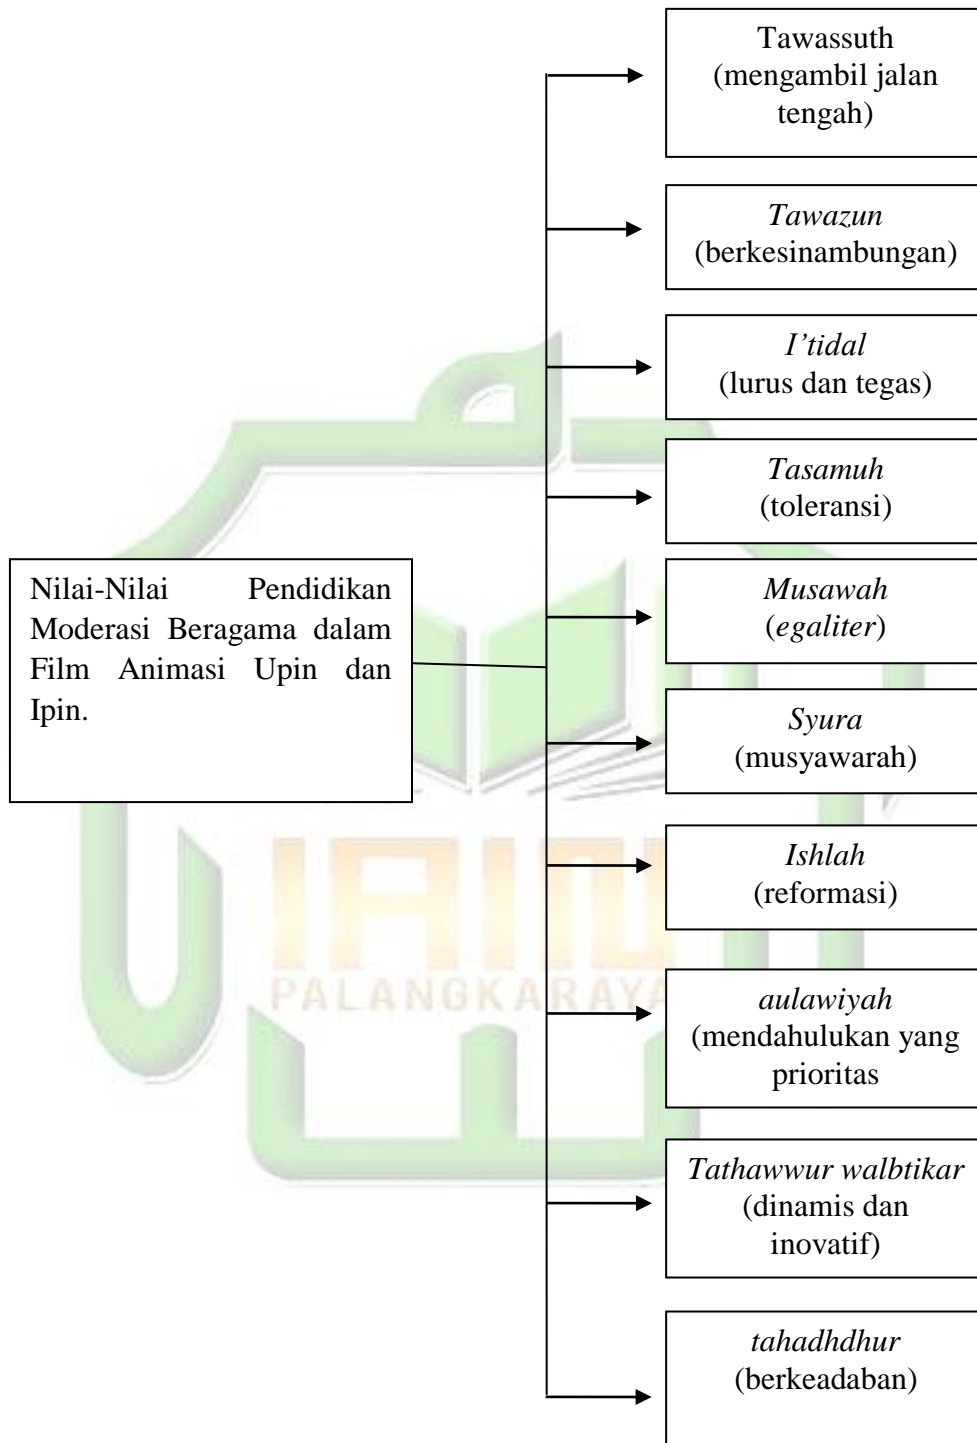 Tawassuth
(mengambil jalan
tengah)
Tawazun
(berkesinambungan)
I'tidal
(lurus dan tegas)
Tasamuh
(toleransi)
Nilai-Nilai Pendidikan
Moderasi Beragama dalam
Film Animasi Upin dan
Ipin.
Musawah
(egaliter)
Syura
(musyawarah)
Ishlah
(reformasi)
IAIN
PALANGKARAYA
aulawiyah
(mendahulukan yang
prioritas
Tathawwur walbtikar
(dinamis dan
inovatif)
tahadhdhur
(berkeadaban)